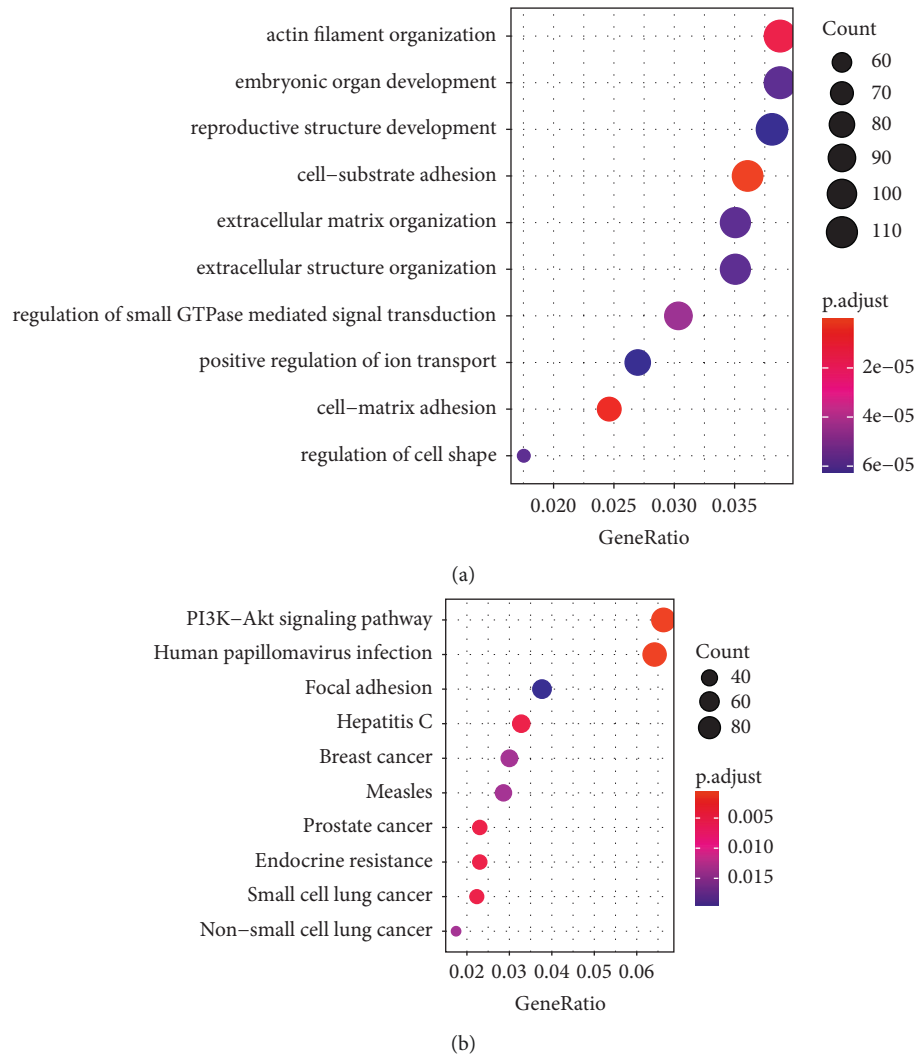 actin filament organization
embryonic organ development
reproductive structure development
cell−substrate adhesion
extracellular matrix organization
extracellular structure organization
regulation of small GTPase mediated signal transduction
positive regulation of ion transport
cell−matrix adhesion
regulation of cell shape
0.020 0.025 0.030 0.035
GeneRatio
Count
60
70
80
90
100
110
p.adjust
2e−05
4e−05
6e−05
(a)
PI3K−Akt signaling pathway
Human papillomavirus infection
Focal adhesion
Hepatitis C
Breast cancer
Measles
Prostate cancer
Endocrine resistance
Small cell lung cancer
Non−small cell lung cancer
0.02 0.03 0.04 0.05 0.06
GeneRatio
Count
40
60
80
p.adjust
0.005
0.010
0.015
(b)